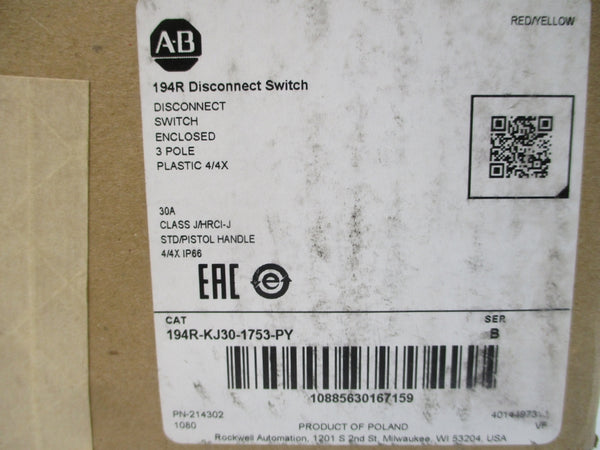 A-B
RED/YELLOW
194R Disconnect Switch
DISCONNECT
SWITCH
ENCLOSED
3 POLE
PLASTIC 4/4X
30A
CLASS J/HRCI-J
STD/PISTOL HANDLE
4/4X IP66
EAC e
CAT SER
194R-KJ30-1753-PY B
10885630167159
PN-214302
1080 PRODUCT OF POLAND VF
Rockwell Automation, 1201 S 2nd St, Milwaukee, WI 53204, USA